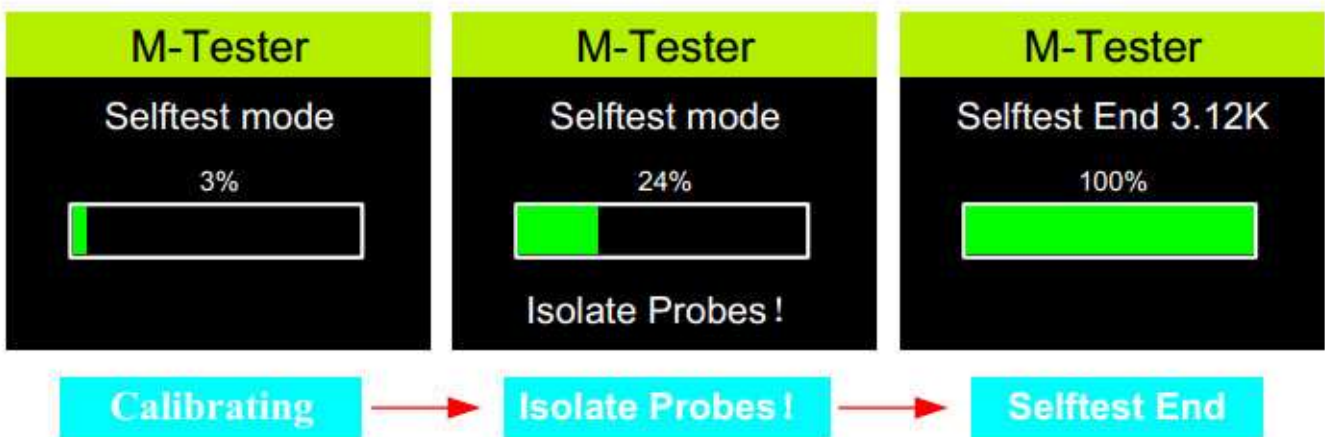 M-Tester
Selftest mode
3%
M-Tester
Selftest mode
24%
Isolate Probes!
M-Tester
Selftest End 3.12K
100%
Calibrating
Isolate Probes!
Selftest End